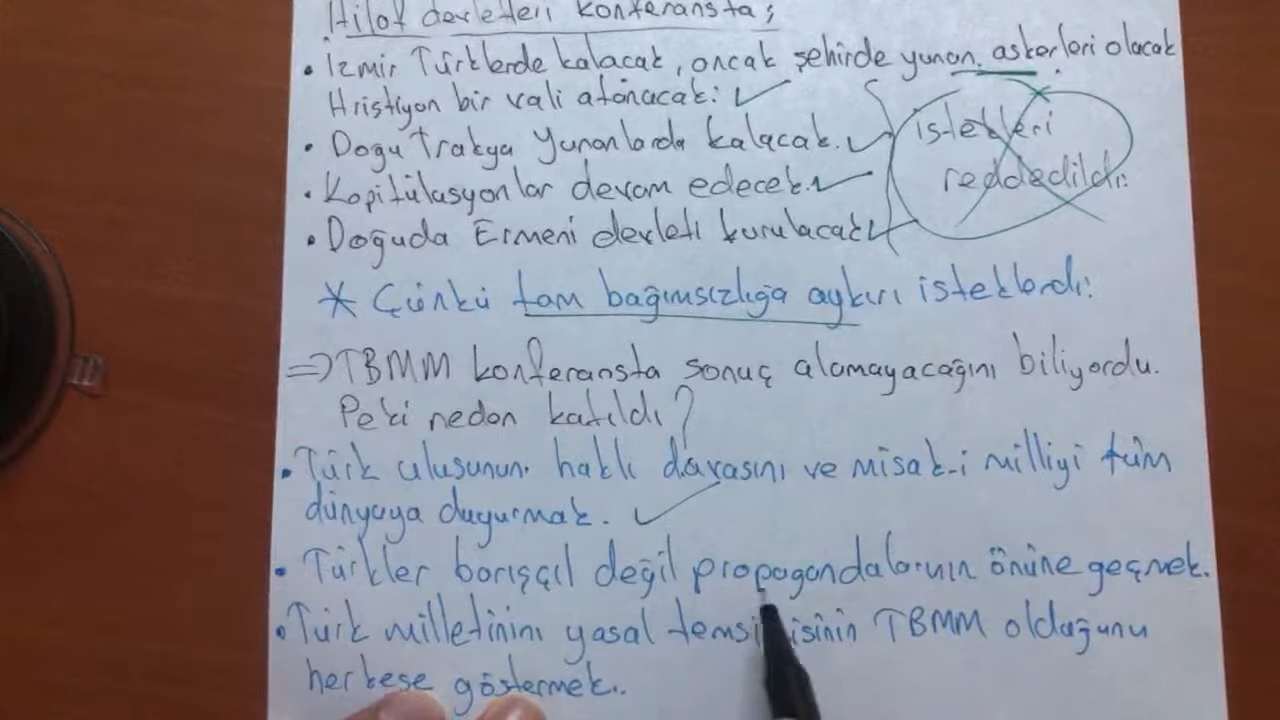 İtilaf devletleri konferansta;
• İzmir Türklerde kalacak, ancak şehirde yunan askerleri olacak
Hristiyan bir vali atanacak.
• Doğu Trakya Yunanlarda kalacak.
• Kapitülasyonlar devam edecek.
• Doğuda Ermeni devleti kurulacak
istekleri
reddedildi.
* Çünkü tam bağımsızlığa aykırı isteklerdi.
⇒ TBMM konferansta sonuç alamayacağını biliyordu.
Peki neden katıldı?
• Türk ulusunun haklı davasını ve misak-i milliyi tüm
dünyaya duyurmak.
• Türkler barışçıl değil propagandalarının önüne geçmek.
• Türk milletinin yasal temsilcisinin TBMM olduğunu
herkese göstermek.